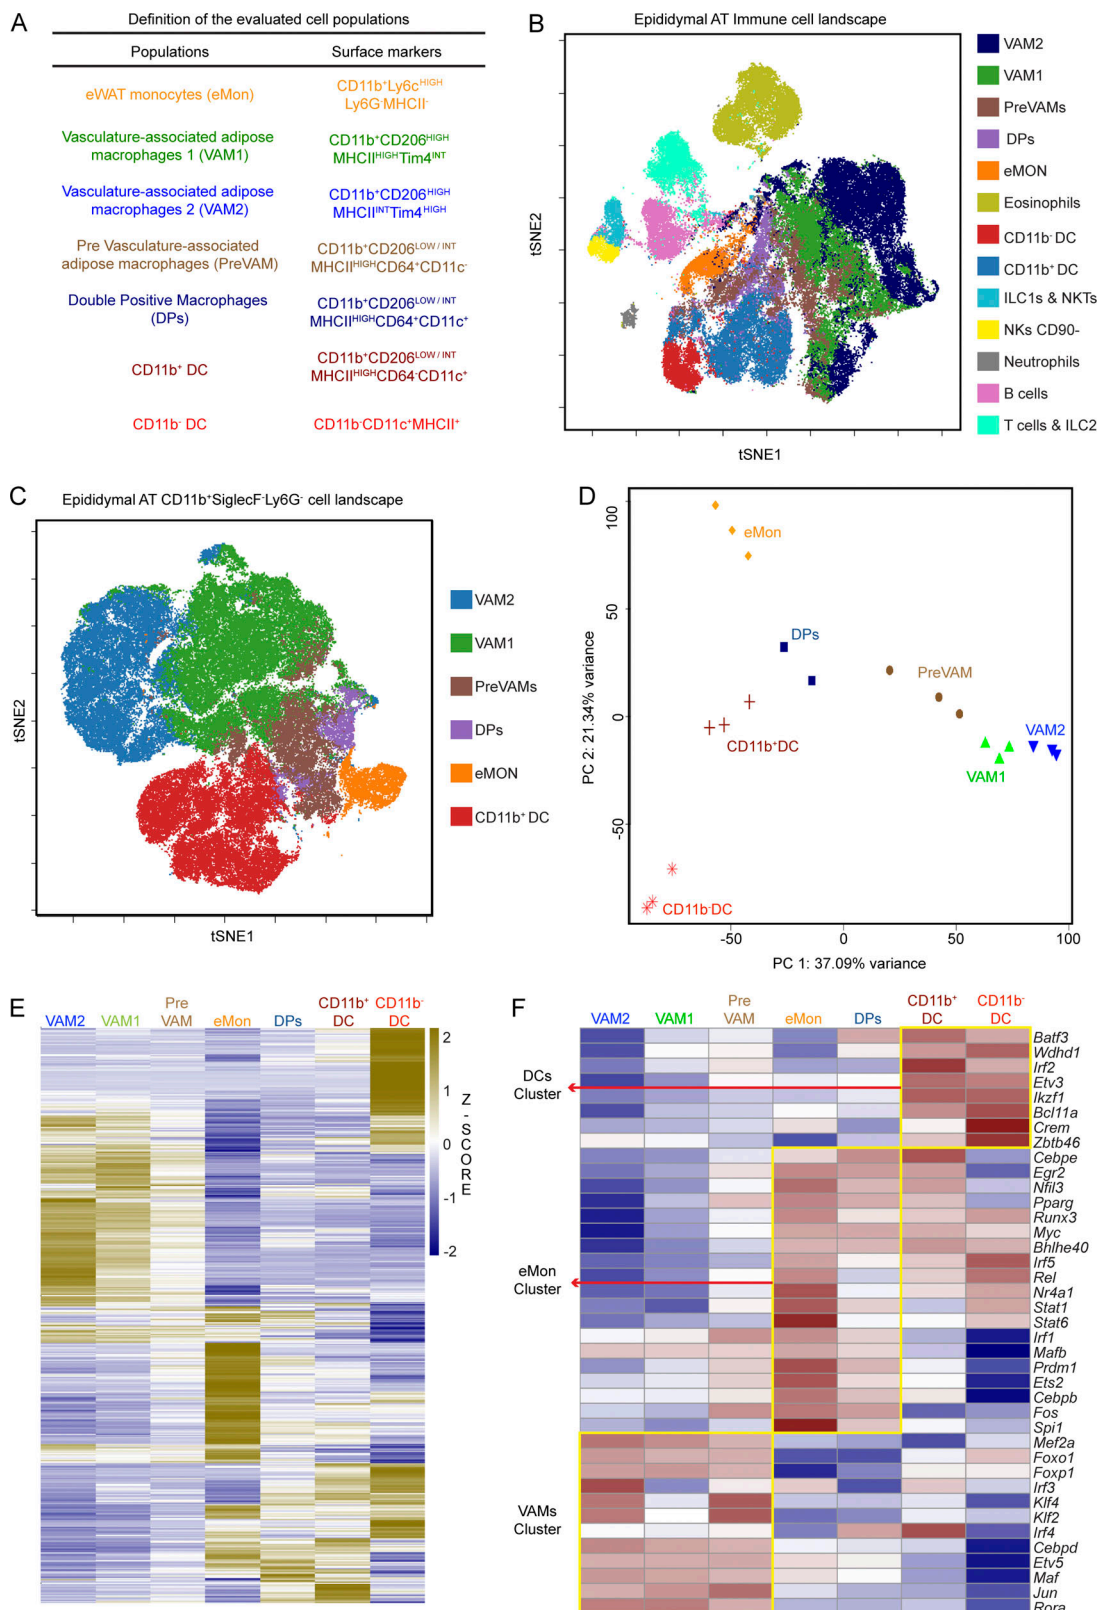 A
Definition of the evaluated cell populations
Populations Surface markers
eWAT monocytes (eMon)
CD11b⁺Ly6cᴴᴵᴳᴴ
Ly6G⁻MHCII⁻
Vasculature-associated adipose
macrophages 1 (VAM1)
CD11b⁺CD206ᴴᴵᴳᴴ
MHCIIᴴᴵᴳᴴTim4ᴵᴺᵀ
Vasculature-associated adipose
macrophages 2 (VAM2)
CD11b⁺CD206ᴴᴵᴳᴴ
MHCIIᴵᴺᵀTim4ᴴᴵᴳᴴ
Pre Vasculature-associated
adipose macrophages (PreVAM)
CD11b⁺CD206ᴸᴼᵂ ᐟ ᴵᴺᵀ
MHCIIᴴᴵᴳᴴCD64⁺CD11c⁻
Double Positive Macrophages
(DPs)
CD11b⁺CD206ᴸᴼᵂ ᐟ ᴵᴺᵀ
MHCIIᴴᴵᴳᴴCD64⁺CD11c⁺
CD11b⁺ DC
CD11b⁺CD206ᴸᴼᵂ ᐟ ᴵᴺᵀ
MHCIIᴴᴵᴳᴴCD64⁻CD11c⁺
CD11b⁻ DC
CD11b⁻CD11c⁺MHCII⁺
B
Epididymal AT Immune cell landscape
tSNE2
tSNE1
VAM2
VAM1
PreVAMs
DPs
eMON
Eosinophils
CD11b⁻ DC
CD11b⁺ DC
ILC1s & NKTs
NKs CD90-
Neutrophils
B cells
T cells & ILC2
C
Epididymal AT CD11b⁺SiglecF⁻Ly6G⁻ cell landscape
tSNE2
tSNE1
VAM2
VAM1
PreVAMs
DPs
eMON
CD11b⁺ DC
D
PC 2: 21.34% variance
100
50
0
-50
eMon
DPs
PreVAM
CD11b⁺DC
VAM2
VAM1
CD11b⁻DC
-50 0 50 100
PC 1: 37.09% variance
E
VAM2 VAM1 Pre VAM eMon DPs CD11b⁺ DC CD11b⁻ DC
2
1
0
-1
-2
Z-SCORE
F
VAM2 VAM1 Pre VAM eMon DPs CD11b⁺ DC CD11b⁻ DC
DCs
Cluster
eMon
Cluster
VAMs
Cluster
Batf3
Wdhd1
Irf2
Etv3
Ikzf1
Bcl11a
Crem
Zbtb46
Cebpe
Egr2
Nfil3
Pparg
Runx3
Myc
Bhlhe40
Irf5
Rel
Nr4a1
Stat1
Stat6
Irf1
Mafb
Prdm1
Ets2
Cebpb
Fos
Spi1
Mef2a
Foxo1
Foxp1
Irf3
Klf4
Klf2
Irf4
Cebpd
Etv5
Maf
Jun
Rora